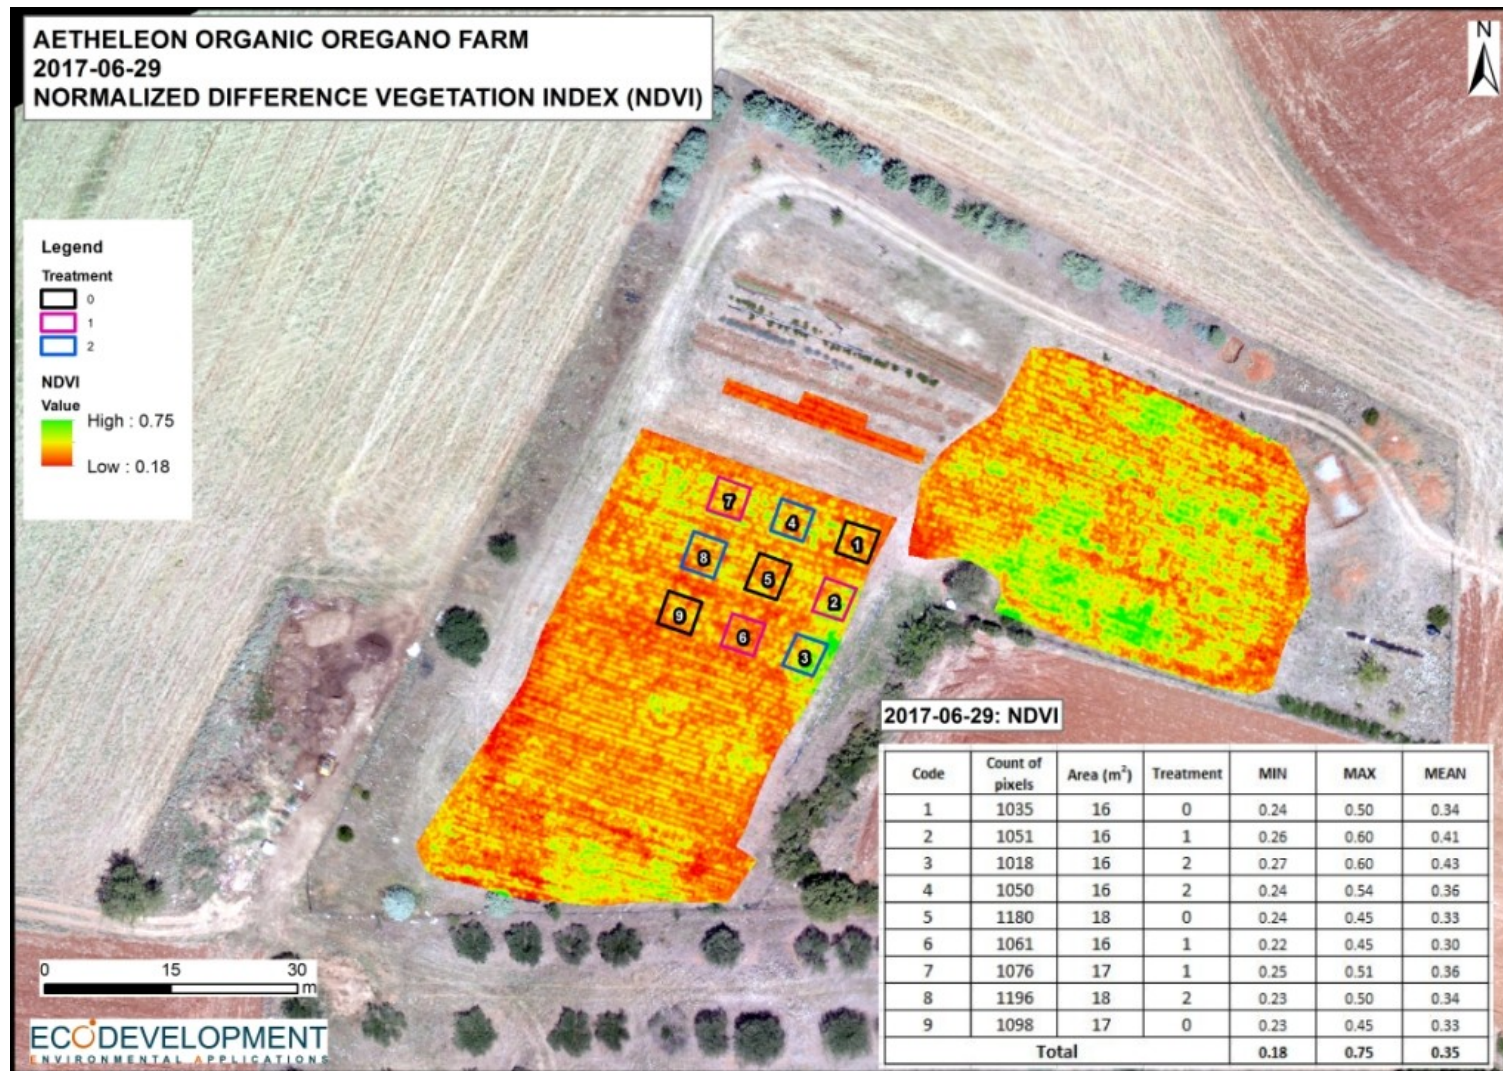 AETHELEON ORGANIC OREGANO FARM
2017-06-29
NORMALIZED DIFFERENCE VEGETATION INDEX (NDVI)
N
Legend
Treatment
0
1
2
NDVI
Value
High : 0.75
Low : 0.18
7
4
1
8
5
2
9
6
3
2017-06-29: NDVI
Code Count of pixels Area (m²) Treatment MIN MAX MEAN
1 1035 16 0 0.24 0.50 0.34
2 1051 16 1 0.26 0.60 0.41
3 1018 16 2 0.27 0.60 0.43
4 1050 16 2 0.24 0.54 0.36
5 1180 18 0 0.24 0.45 0.33
6 1061 16 1 0.22 0.45 0.30
7 1076 17 1 0.25 0.51 0.36
8 1196 18 2 0.23 0.50 0.34
9 1098 17 0 0.23 0.45 0.33
Total 0.18 0.75 0.35
0 15 30
m
ECODEVELOPMENT
ENVIRONMENTAL APPLICATIONS